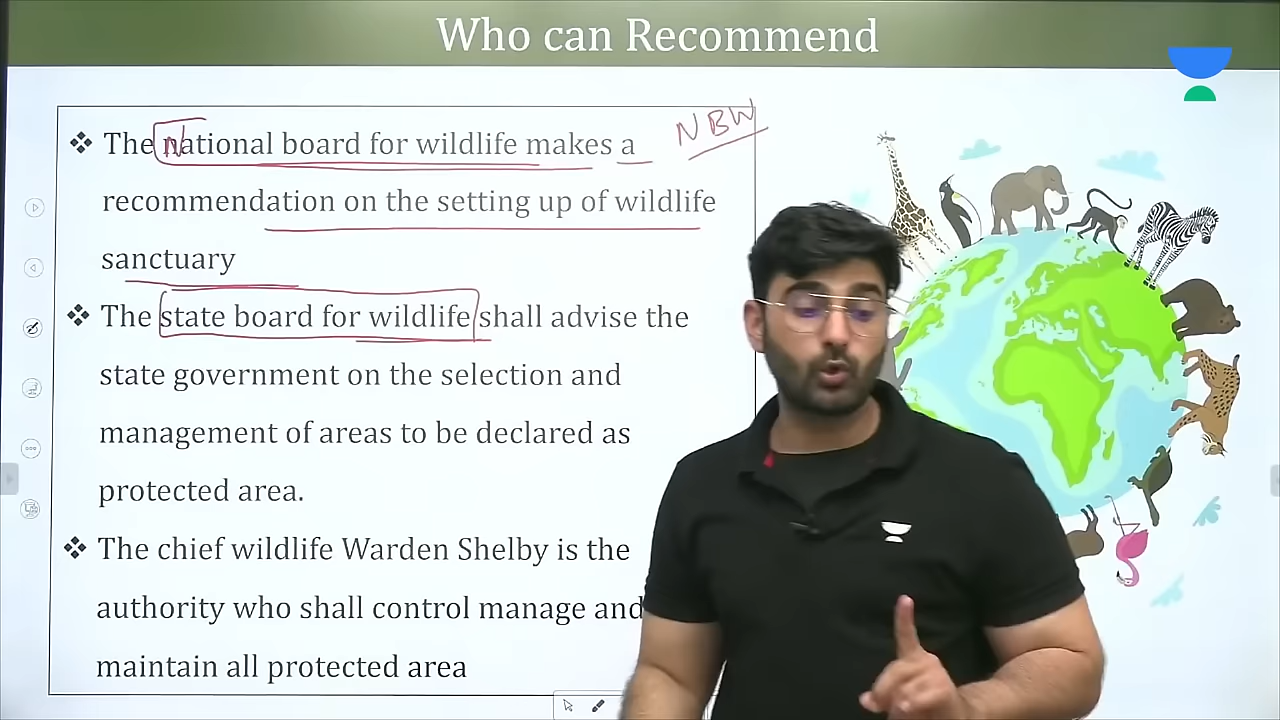 Who can Recommend
❖ The national board for wildlife makes a
NBW
recommendation on the setting up of wildlife
sanctuary
❖ The state board for wildlife shall advise the
state government on the selection and
management of areas to be declared as
protected area.
❖ The chief wildlife Warden Shelby is the
authority who shall control manage and
maintain all protected area